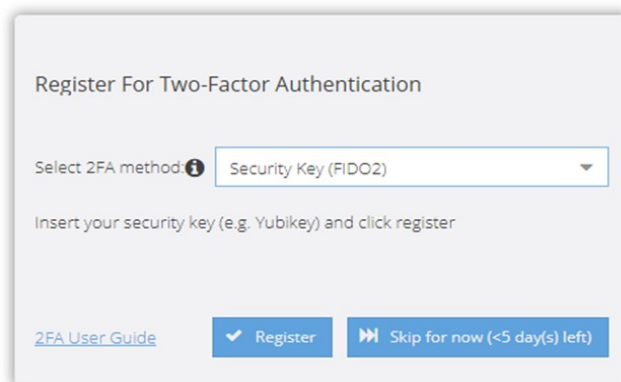 Register For Two-Factor Authentication
Select 2FA method: Security Key (FIDO2)
Insert your security key (e.g. Yubikey) and click register
2FA User Guide Register Skip for now (<5 day(s) left)